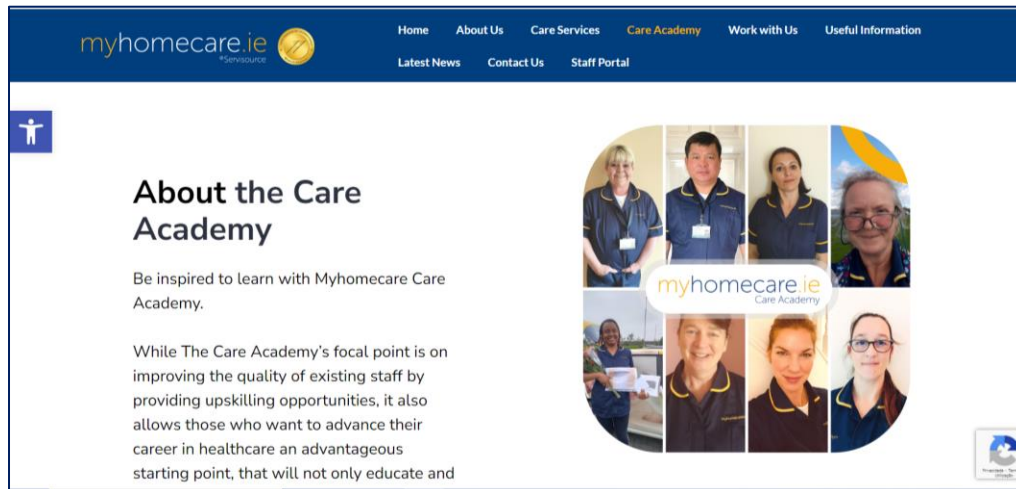 myhomecare.ie
®Servisource
Home About Us Care Services Care Academy Work with Us Useful Information
Latest News Contact Us Staff Portal
About the Care
Academy
Be inspired to learn with Myhomecare Care
Academy.
While The Care Academy’s focal point is on
improving the quality of existing staff by
providing upskilling opportunities, it also
allows those who want to advance their
career in healthcare an advantageous
starting point, that will not only educate and
myhomecare.ie
Care Academy